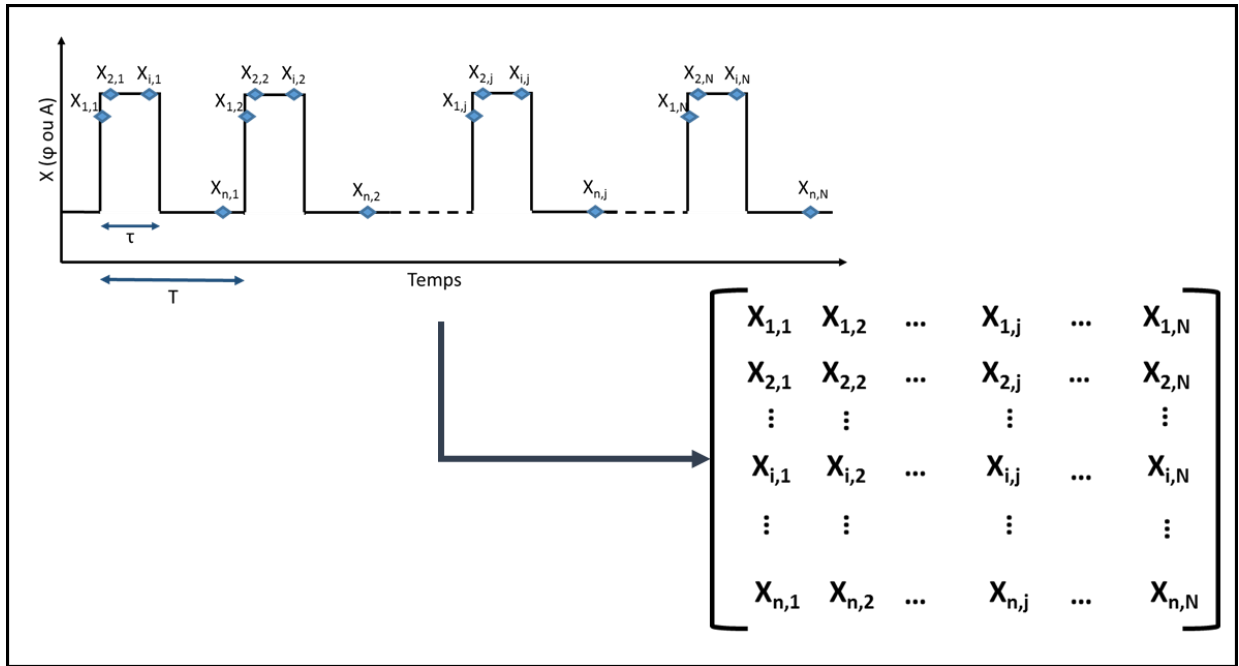 X2,1 Xi,1 X2,2 Xi,2 X2,j Xi,j X2,N Xi,N
X1,1 X1,2 X1,j X1,N
X (φ ou A)
Xn,1 Xn,2 Xn,j Xn,N
τ
T
Temps
X1,1 X1,2 ... X1,j ... X1,N
X2,1 X2,2 ... X2,j ... X2,N
⋮ ⋮ ⋮ ⋮
Xi,1 Xi,2 ... Xi,j ... Xi,N
⋮ ⋮ ⋮ ⋮
Xn,1 Xn,2 ... Xn,j ... Xn,N